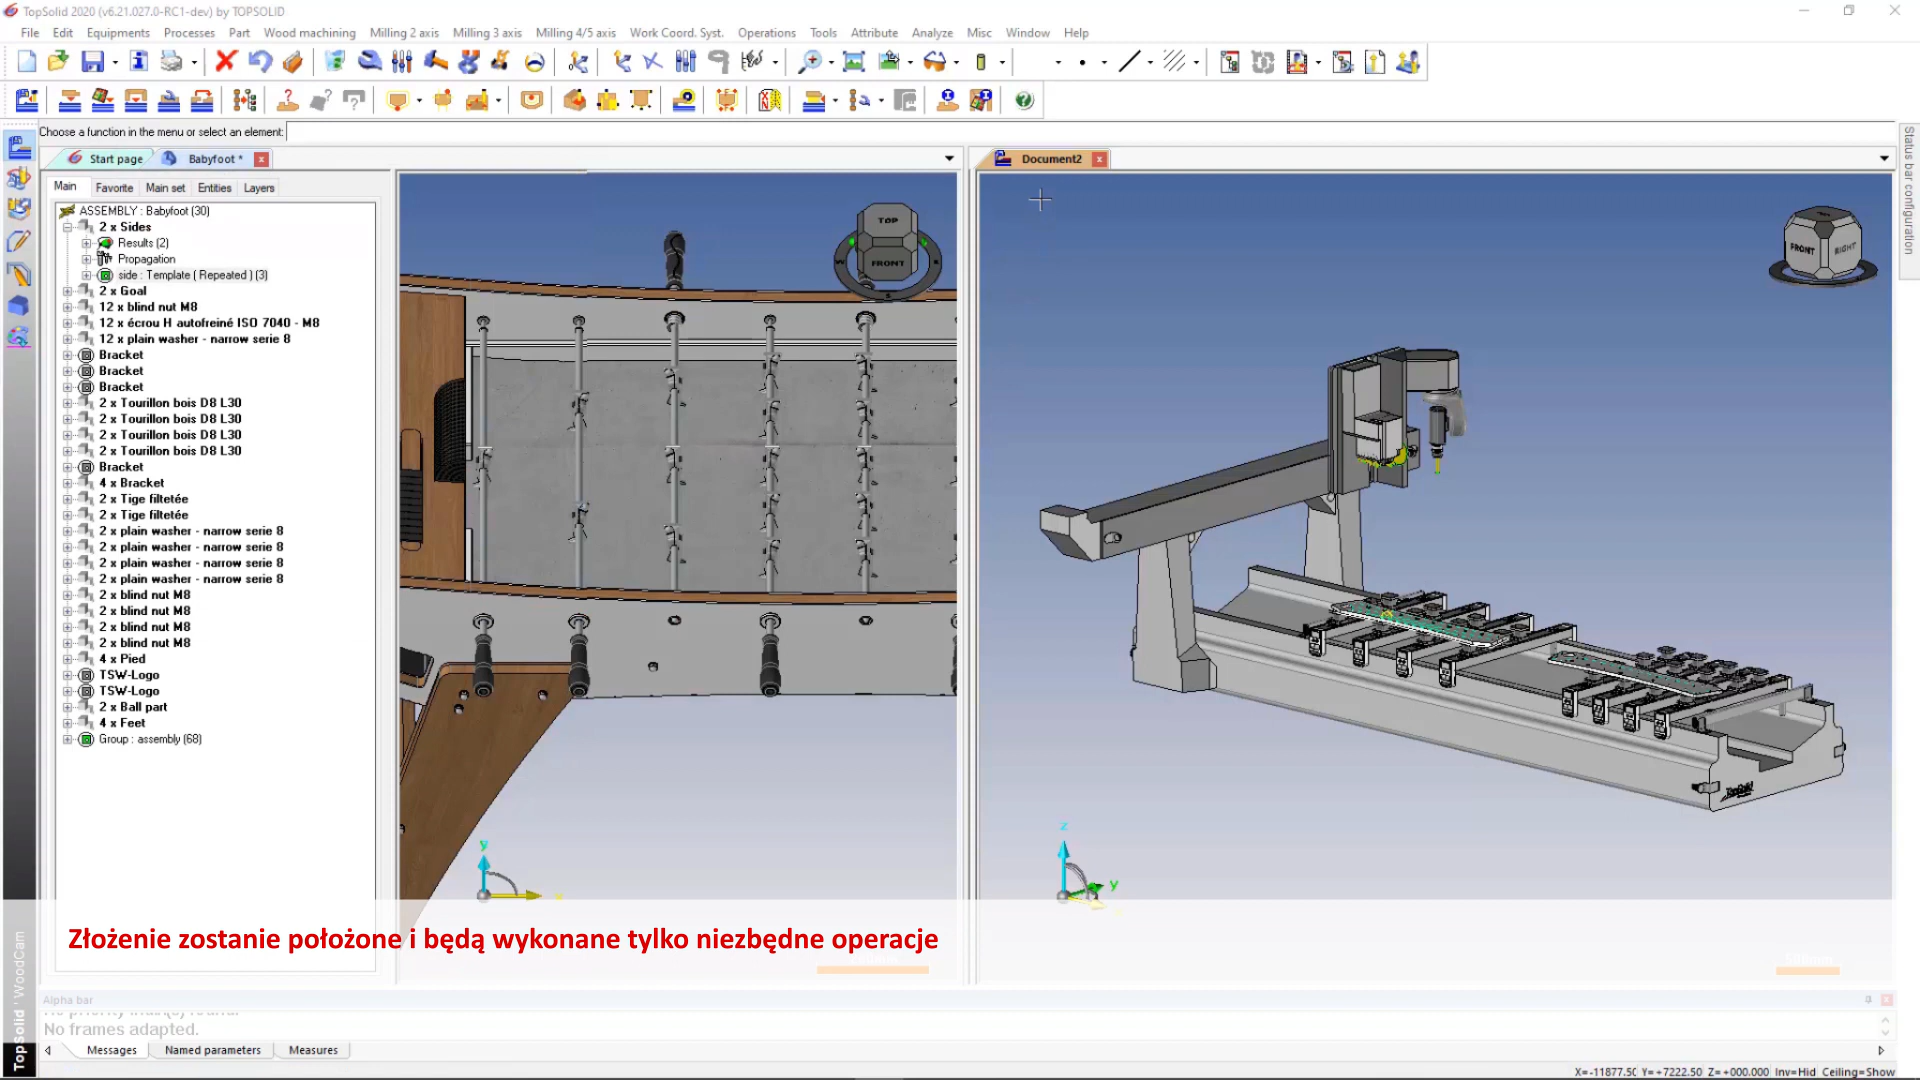 TopSolid 2020 (v6.21.027.0-RC1-dev) by TOPSOLID
File Edit Equipments Processes Part Wood machining Milling 2 axis Milling 3 axis Milling 4/5 axis Work Coord. Syst. Operations Tools Attribute Analyze Misc Window Help
Choose a function in the menu or select an element:
Start page Babyfoot * x
Document2 x
Status bar configuration
Main Favorite Main set Entities Layers
ASSEMBLY : Babyfoot (30)
2 x Sides
Results (2)
Propagation
side : Template ( Repeated ) (3)
2 x Goal
12 x blind nut M8
12 x écrou H autofreiné ISO 7040 - M8
12 x plain washer - narrow serie 8
Bracket
Bracket
Bracket
2 x Tourillon bois D8 L30
2 x Tourillon bois D8 L30
2 x Tourillon bois D8 L30
2 x Tourillon bois D8 L30
Bracket
4 x Bracket
2 x Tige filtetée
2 x Tige filtetée
2 x plain washer - narrow serie 8
2 x plain washer - narrow serie 8
2 x plain washer - narrow serie 8
2 x plain washer - narrow serie 8
2 x blind nut M8
2 x blind nut M8
2 x blind nut M8
2 x blind nut M8
4 x Pied
TSW-Logo
TSW-Logo
2 x Ball part
4 x Feet
Group : assembly (68)
TOP
FRONT
FRONT RIGHT
y
z
y
Złożenie zostanie położone i będą wykonane tylko niezbędne operacje
TopSolid'WoodCam
Alpha bar
No frames adapted.
Messages Named parameters Measures
X=-11877.50 Y=+7222.50 Z=+000.000 Inv=Hid Ceiling=Show